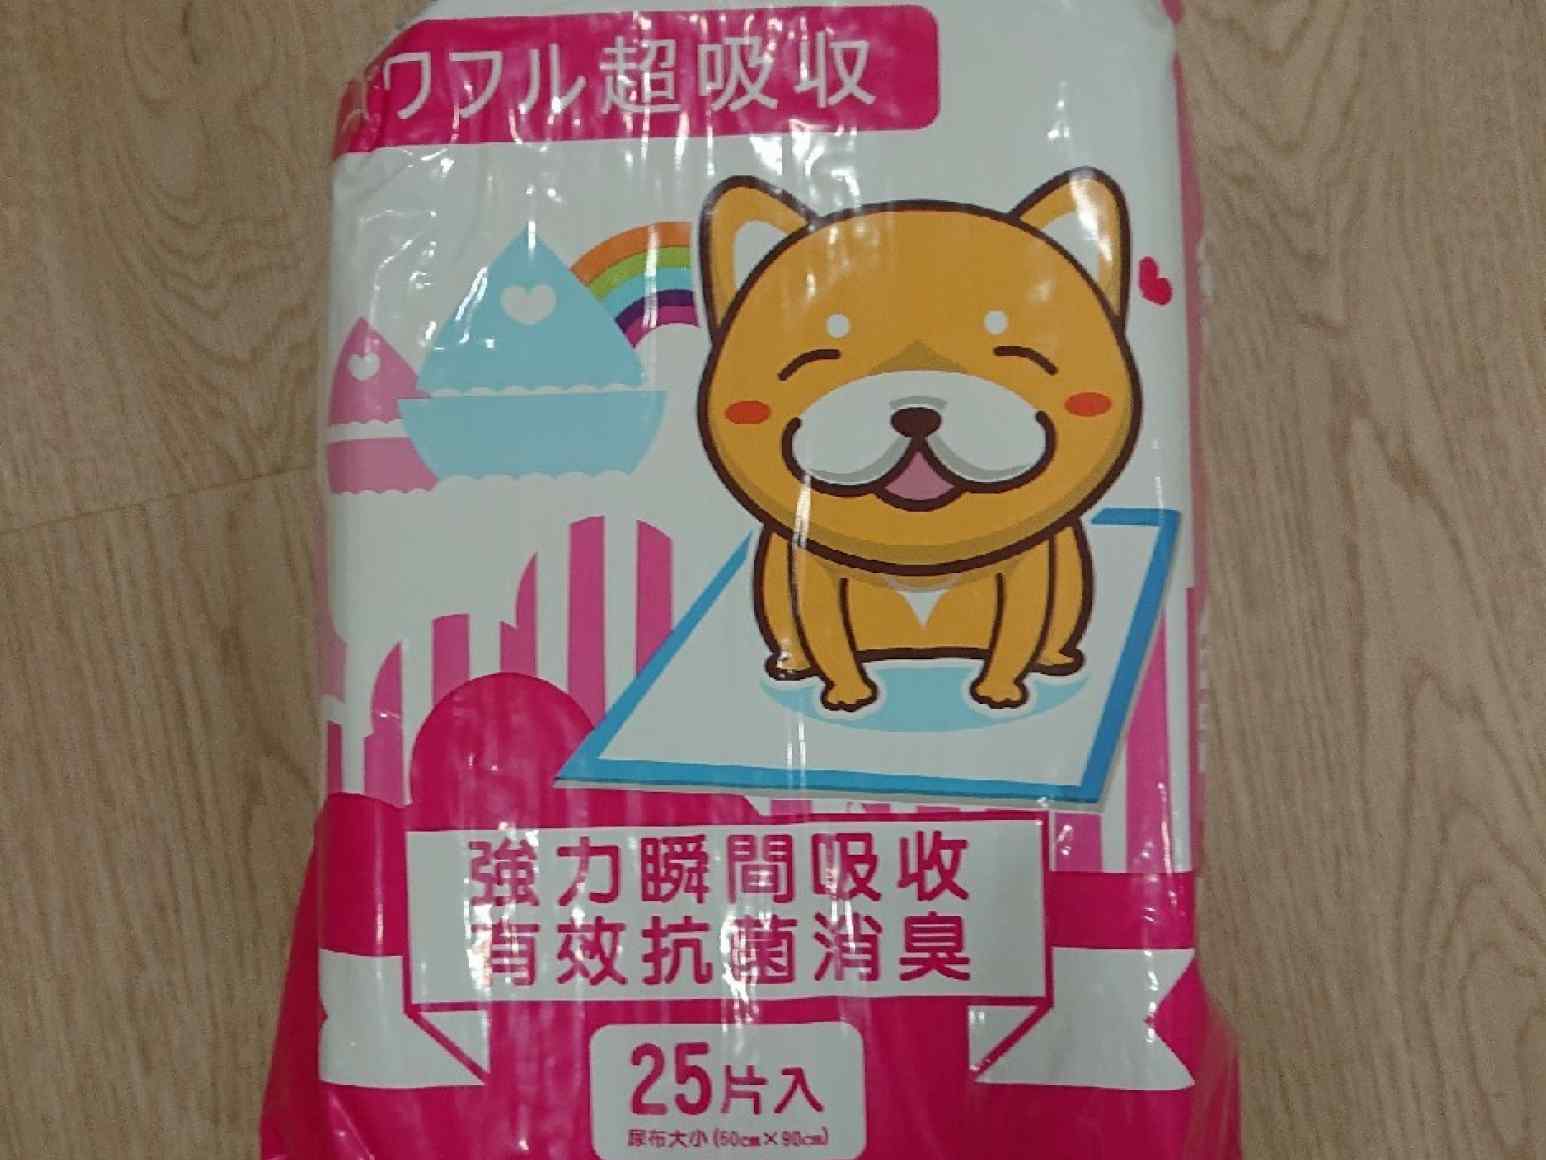 ワフル超吸収
強力瞬間吸收
有效抗菌消臭
25片入
尿布大小(60㎝×90㎝)